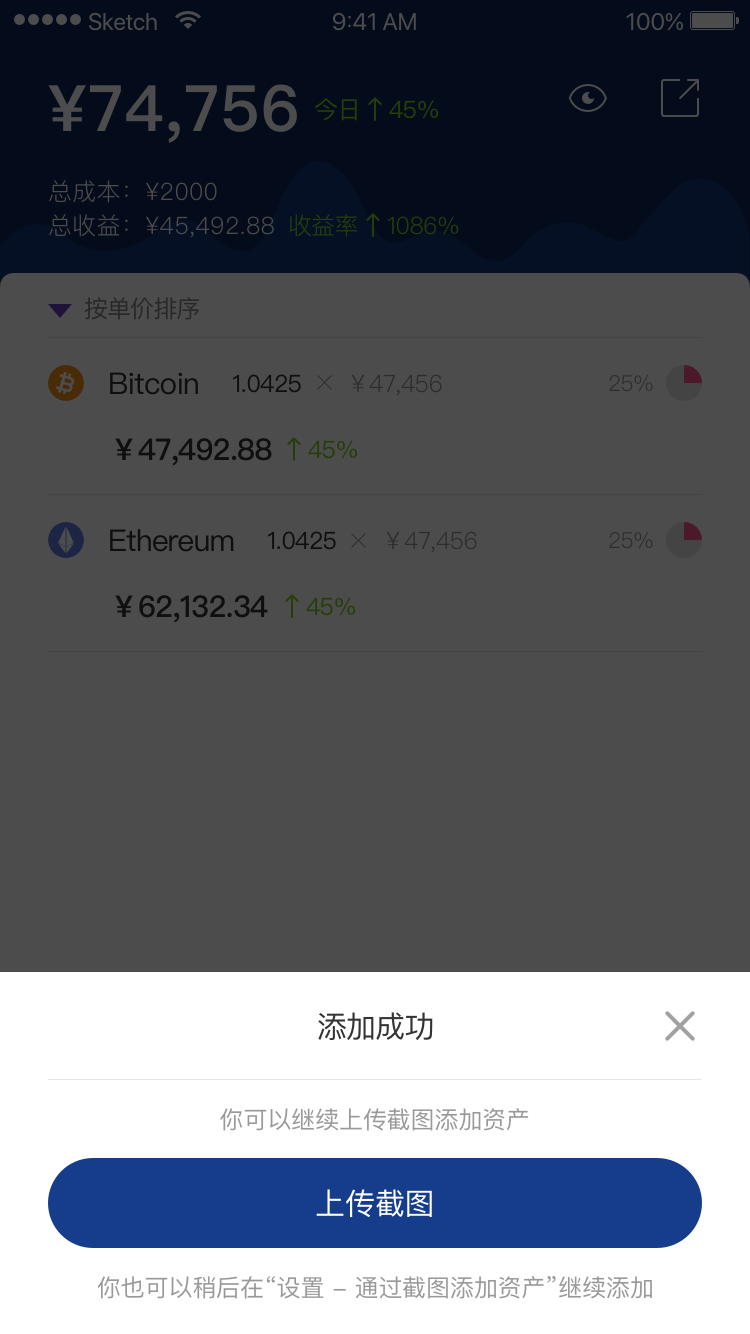 Sketch 9:41 AM 100%
¥74,756 今日↑45%
总成本：¥2000
总收益：¥45,492.88 收益率↑1086%
按单价排序
Bitcoin 1.0425 × ¥47,456 25%
¥47,492.88 ↑45%
Ethereum 1.0425 × ¥47,456 25%
¥62,132.34 ↑45%
添加成功
你可以继续上传截图添加资产
上传截图
你也可以稍后在“设置 – 通过截图添加资产”继续添加